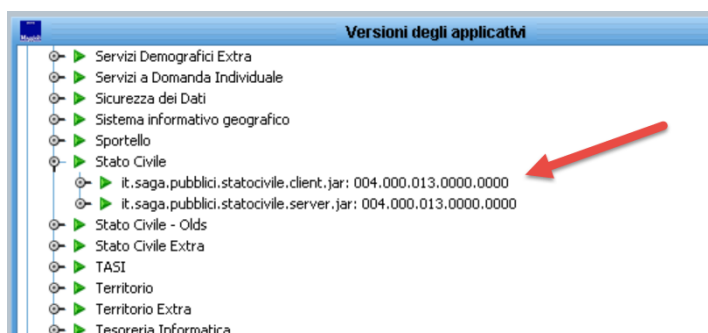 Versioni degli applicativi
Servizi Demografici Extra
Servizi a Domanda Individuale
Sicurezza dei Dati
Sistema informativo geografico
Sportello
Stato Civile
it.saga.pubblici.statocivile.client.jar: 004.000.013.0000.0000
it.saga.pubblici.statocivile.server.jar: 004.000.013.0000.0000
Stato Civile - Olds
Stato Civile Extra
TASI
Territorio
Territorio Extra
Tesoreria Informatica